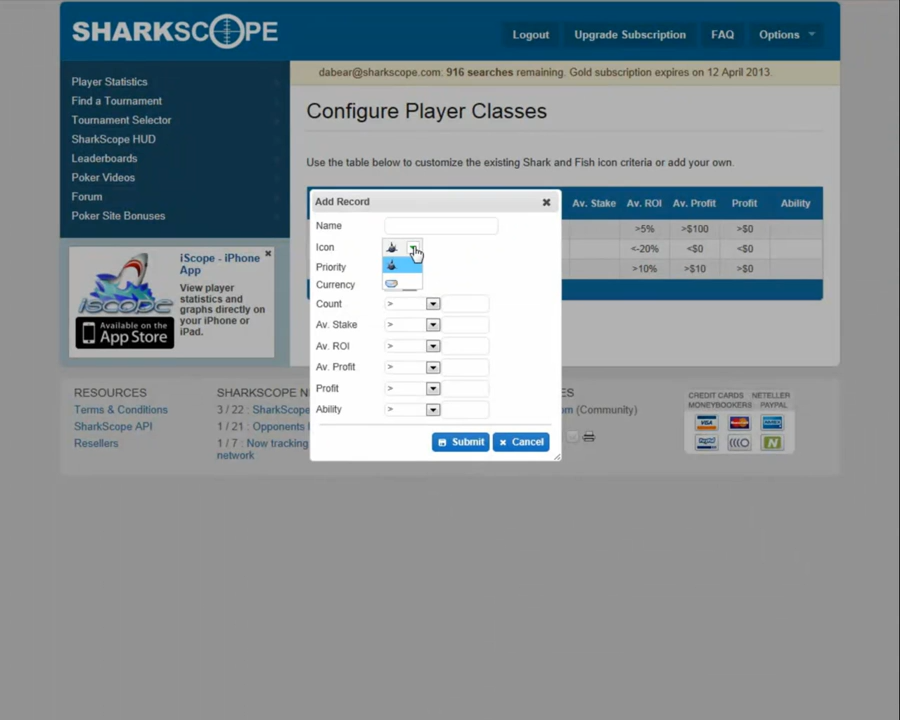 SHARKSCOPE
Logout Upgrade Subscription FAQ Options
dabear@sharkscope.com: 916 searches remaining. Gold subscription expires on 12 April 2013.
Player Statistics
Find a Tournament
Tournament Selector
SharkScope HUD
Leaderboards
Poker Videos
Forum
Poker Site Bonuses
iScope - iPhone App
View player statistics and graphs directly on your iPhone or iPad.
iSCOPE
Available on the
App Store
Configure Player Classes
Use the table below to customize the existing Shark and Fish icon criteria or add your own.
Av. Stake Av. ROI Av. Profit Profit Ability
>5% >$100 >$0
<-20% <$0 <$0
>10% >$10 >$0
Add Record
Name
Icon
Priority
Currency
Count >
Av. Stake >
Av. ROI >
Av. Profit >
Profit >
Ability >
Submit Cancel
RESOURCES
Terms & Conditions
SharkScope API
Resellers
SHARKSCOPE N
3 / 22 : SharkScope
1 / 21 : Opponents
1 / 7 : Now tracking
network
ES
om (Community)
CREDIT CARDS NETELLER
MONEYBOOKERS PAYPAL
VISA
PayPal
N